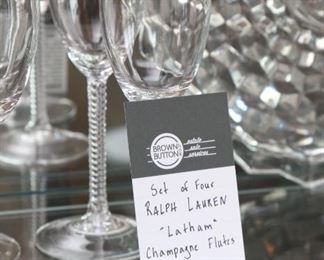 BROWN
BUTTON
estate
sale
services
Set of Four
RALPH LAUREN
"Latham"
Champagne Flutes